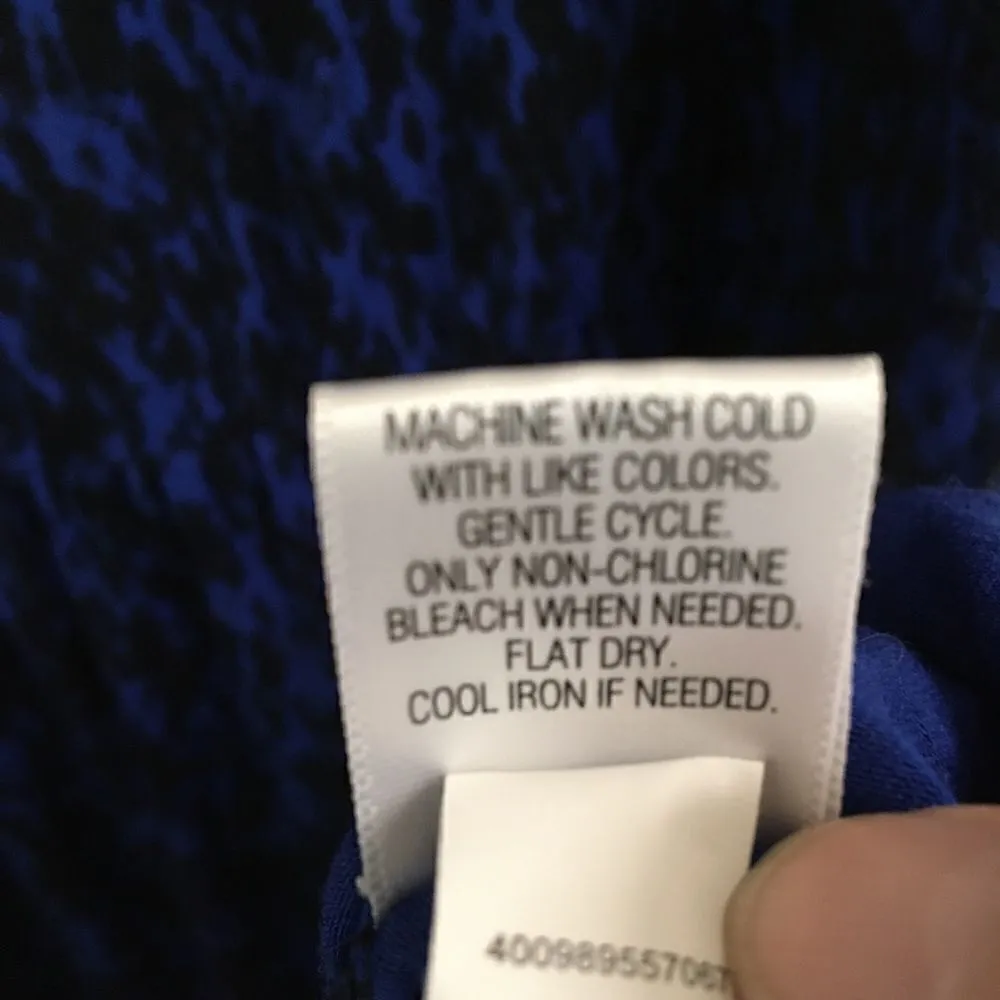 MACHINE WASH COLD
WITH LIKE COLORS.
GENTLE CYCLE.
ONLY NON-CHLORINE
BLEACH WHEN NEEDED.
FLAT DRY.
COOL IRON IF NEEDED.